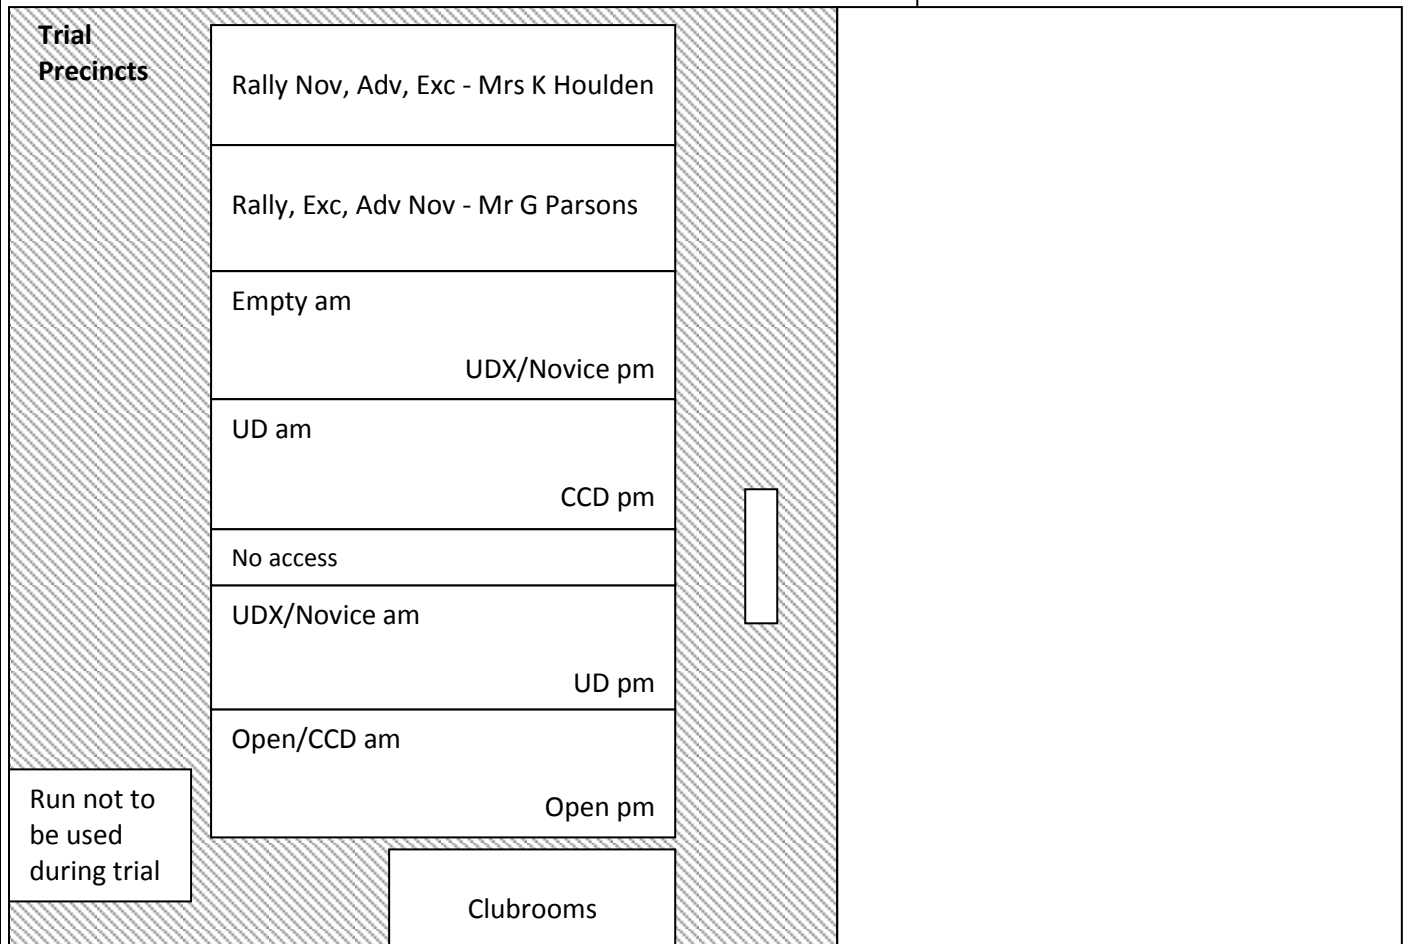 Trial
Precincts
Rally Nov, Adv, Exc - Mrs K Houlden
Rally, Exc, Adv Nov - Mr G Parsons
Empty am
UDX/Novice pm
UD am
CCD pm
No access
UDX/Novice am
UD pm
Open/CCD am
Open pm
Run not to
be used
during trial
Clubrooms